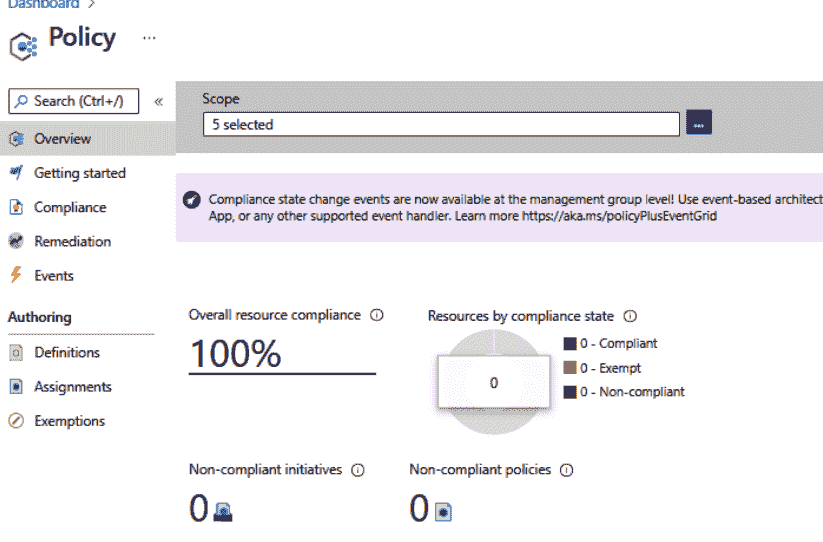 Dashboard >
Policy ...
Search (Ctrl+/) «
Scope
5 selected
...
Overview
Getting started
Compliance
Remediation
Events
Authoring
Definitions
Assignments
Exemptions
Compliance state change events are now available at the management group level! Use event-based architect
App, or any other supported event handler. Learn more https://aka.ms/policyPlusEventGrid
Overall resource compliance
100%
Resources by compliance state
0
0 - Compliant
0 - Exempt
0 - Non-compliant
Non-compliant initiatives
0
Non-compliant policies
0